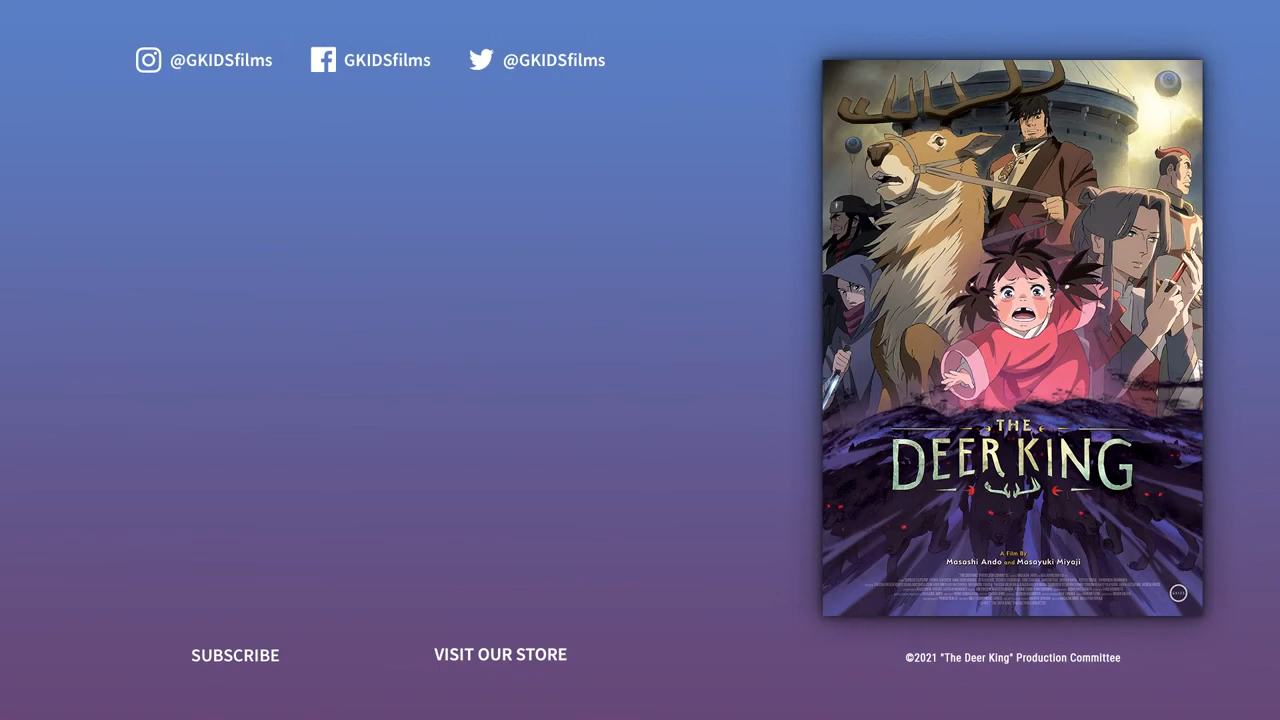 @GKIDSfilms
GKIDSfilms
@GKIDSfilms
THE
DEER KING
A Film By
Masashi Ando and Masayuki Miyaji
SUBSCRIBE
VISIT OUR STORE
©2021 "The Deer King" Production Committee